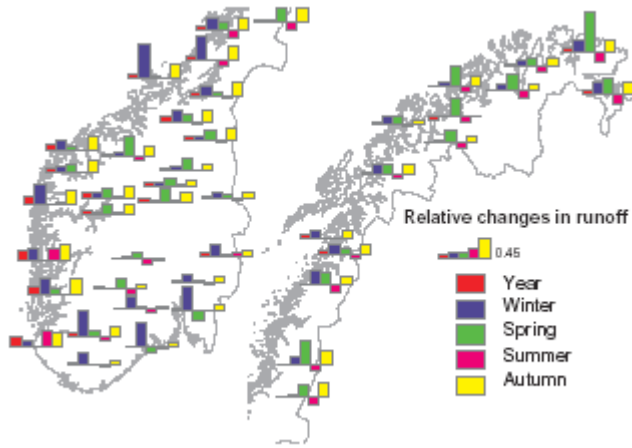 Relative changes in runoff
0.45
Year
Winter
Spring
Summer
Autumn